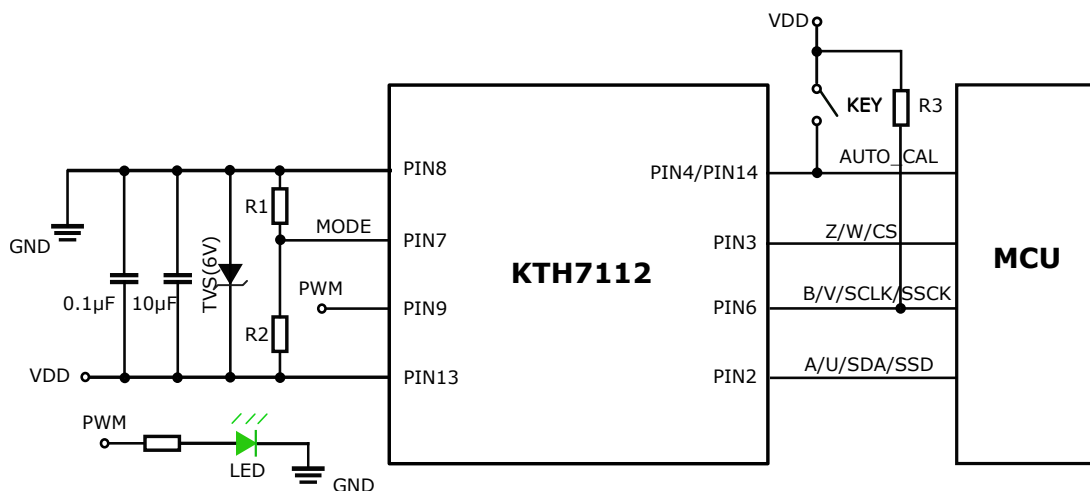 VDD
KEY
R3
AUTO_CAL
PIN8
PIN4/PIN14
R1
MODE
PIN7
Z/W/CS
PIN3
GND
TVS(6V)
KTH7112
MCU
0.1μF
10μF
PWM
PIN9
B/V/SCLK/SSCK
PIN6
R2
VDD
PIN13
A/U/SDA/SSD
PIN2
PWM
LED
GND